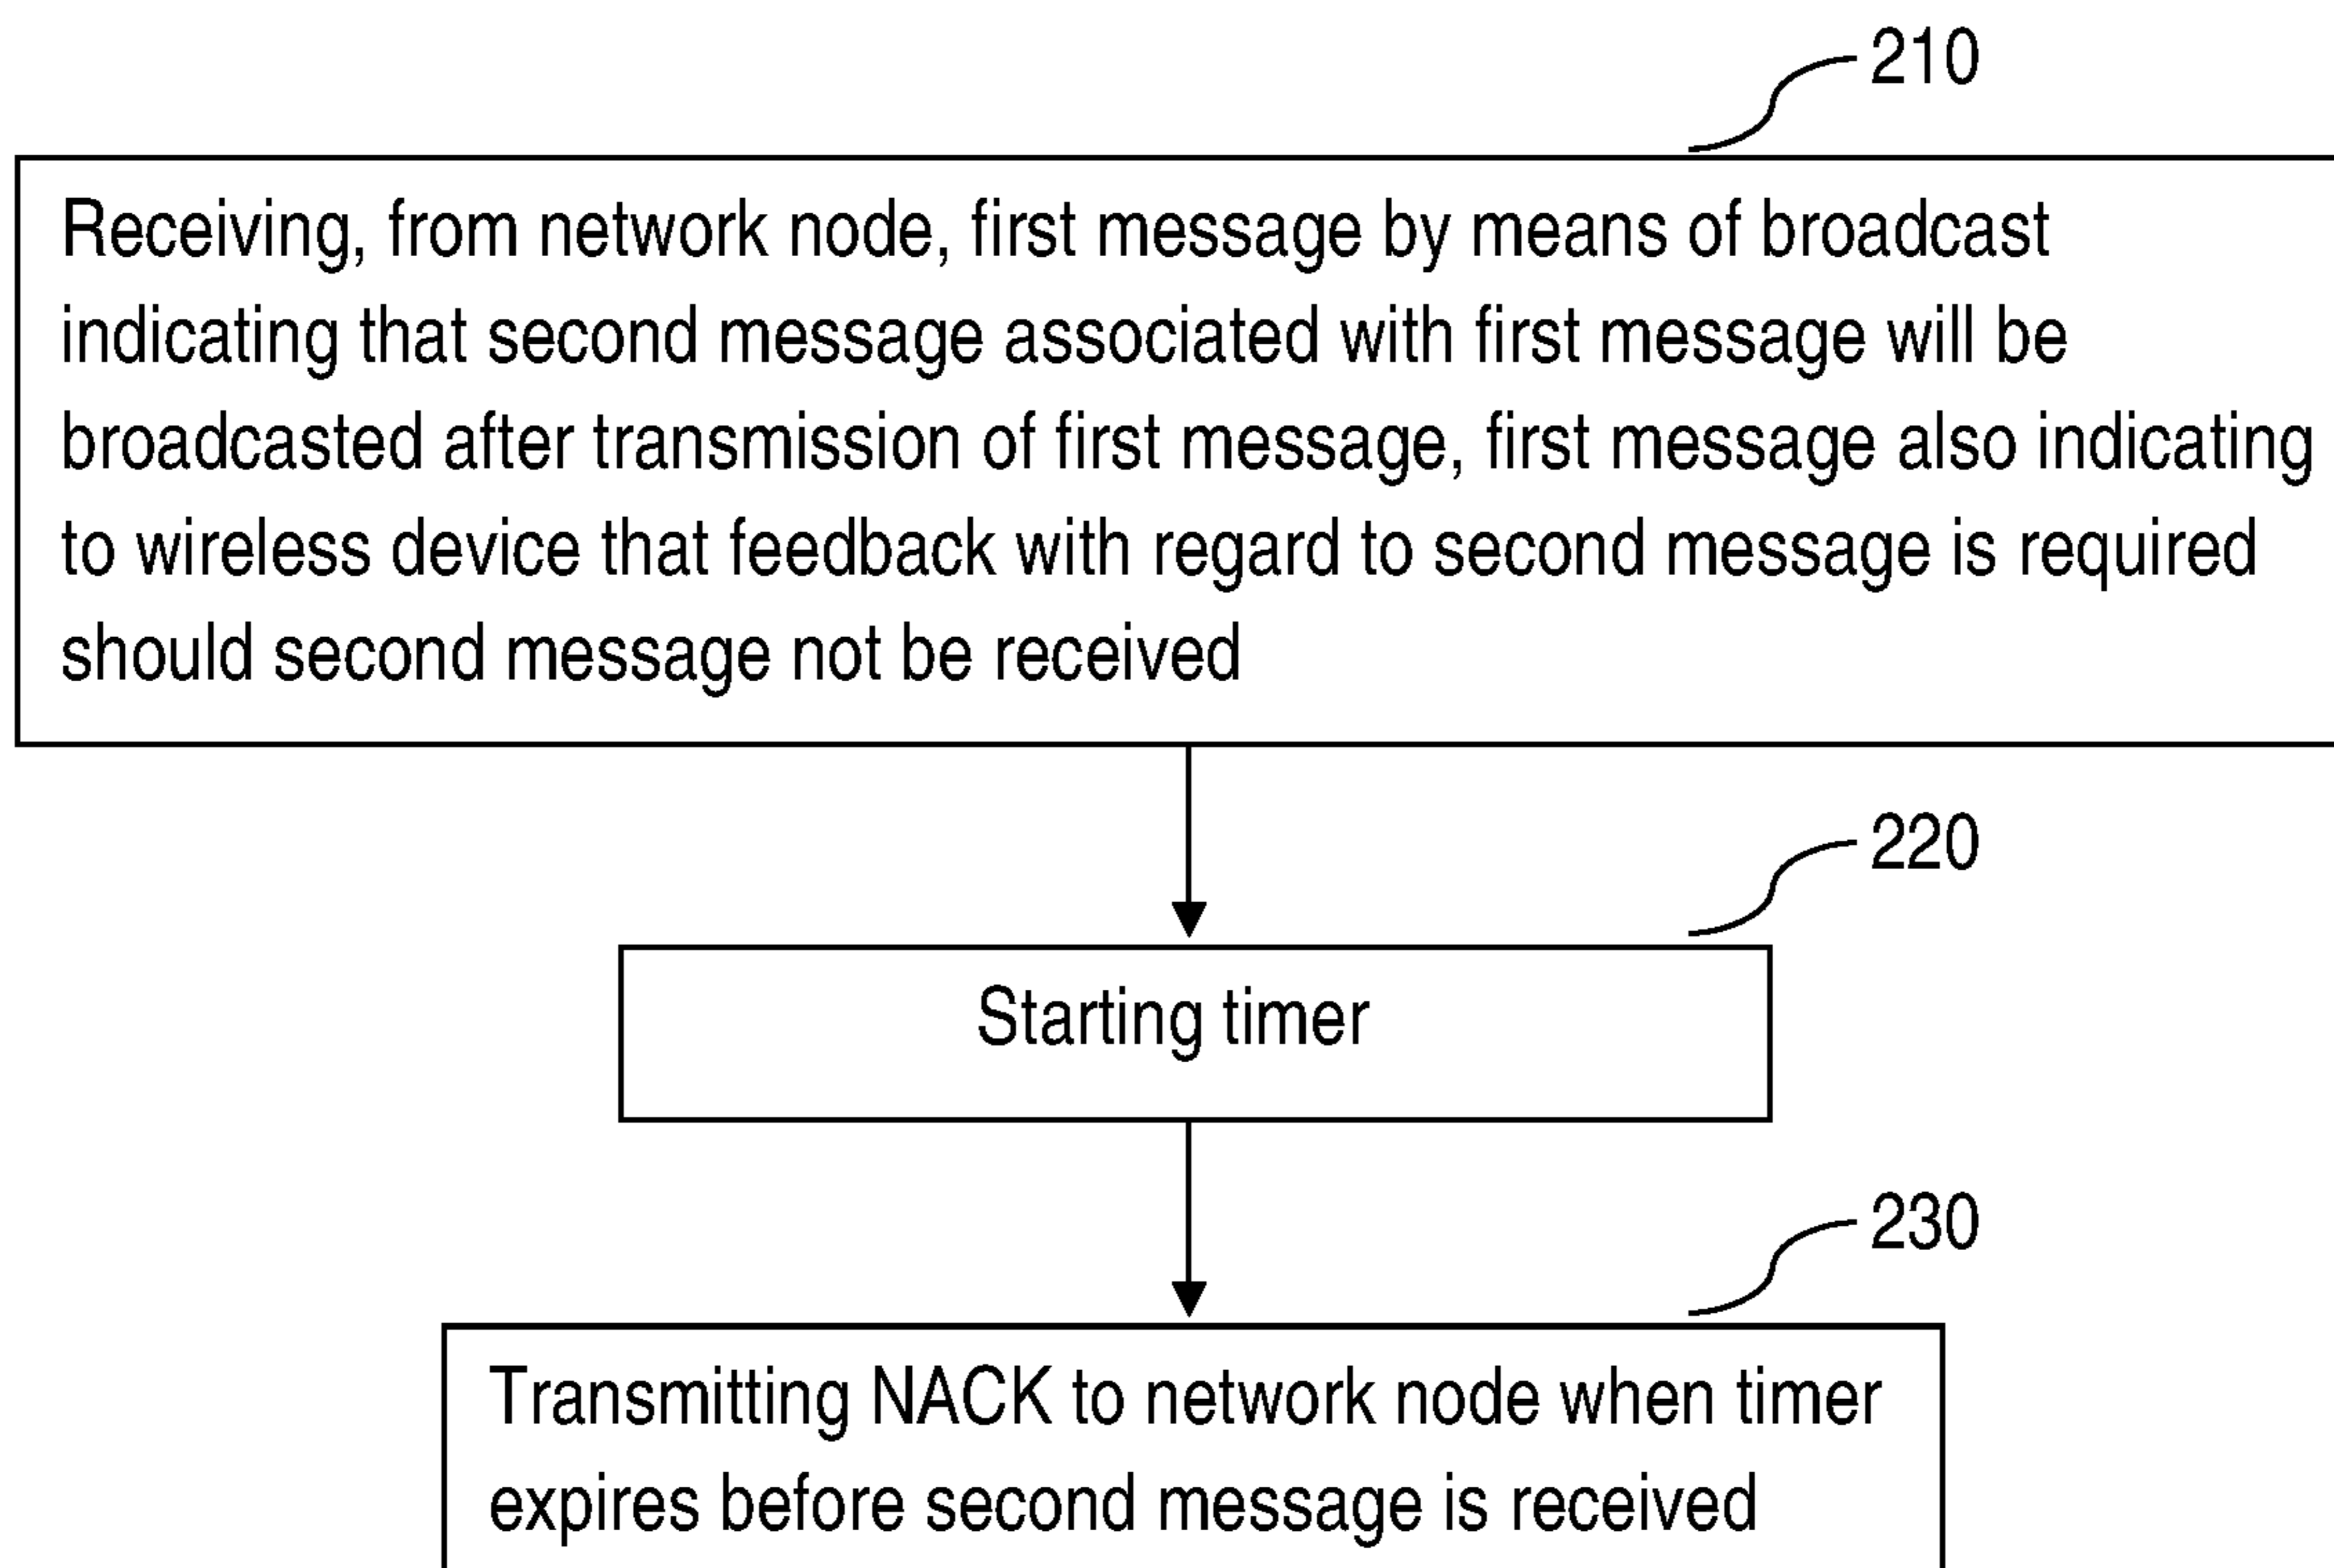 210
Receiving, from network node, first message by means of broadcast
indicating that second message associated with first message will be
broadcasted after transmission of first message, first message also indicating
to wireless device that feedback with regard to second message is required
should second message not be received
220
Starting timer
230
Transmitting NACK to network node when timer
expires before second message is received